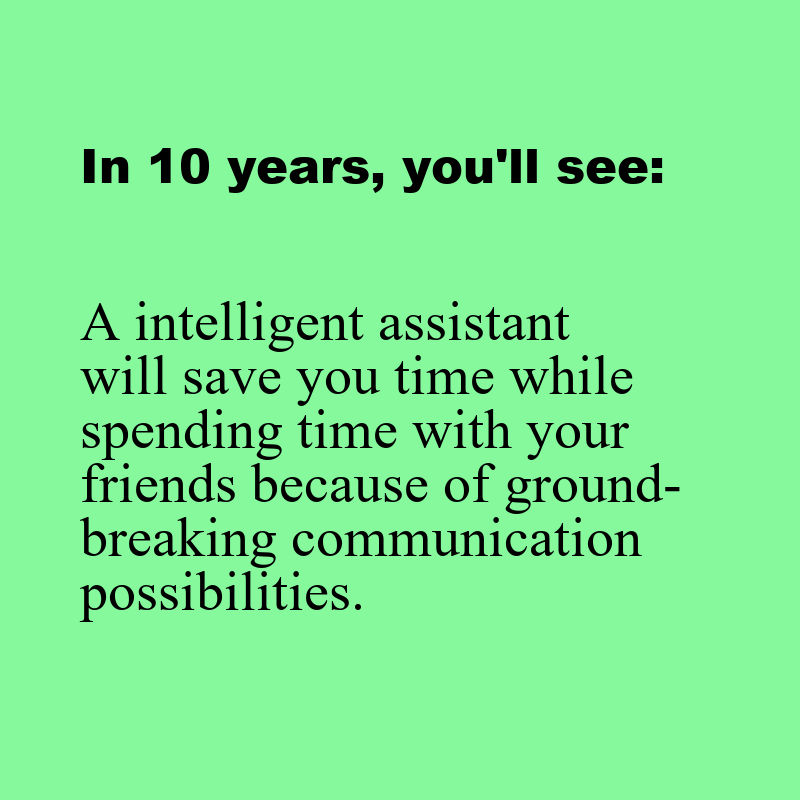 In 10 years, you'll see:
A intelligent assistant
will save you time while
spending time with your
friends because of ground-
breaking communication
possibilities.